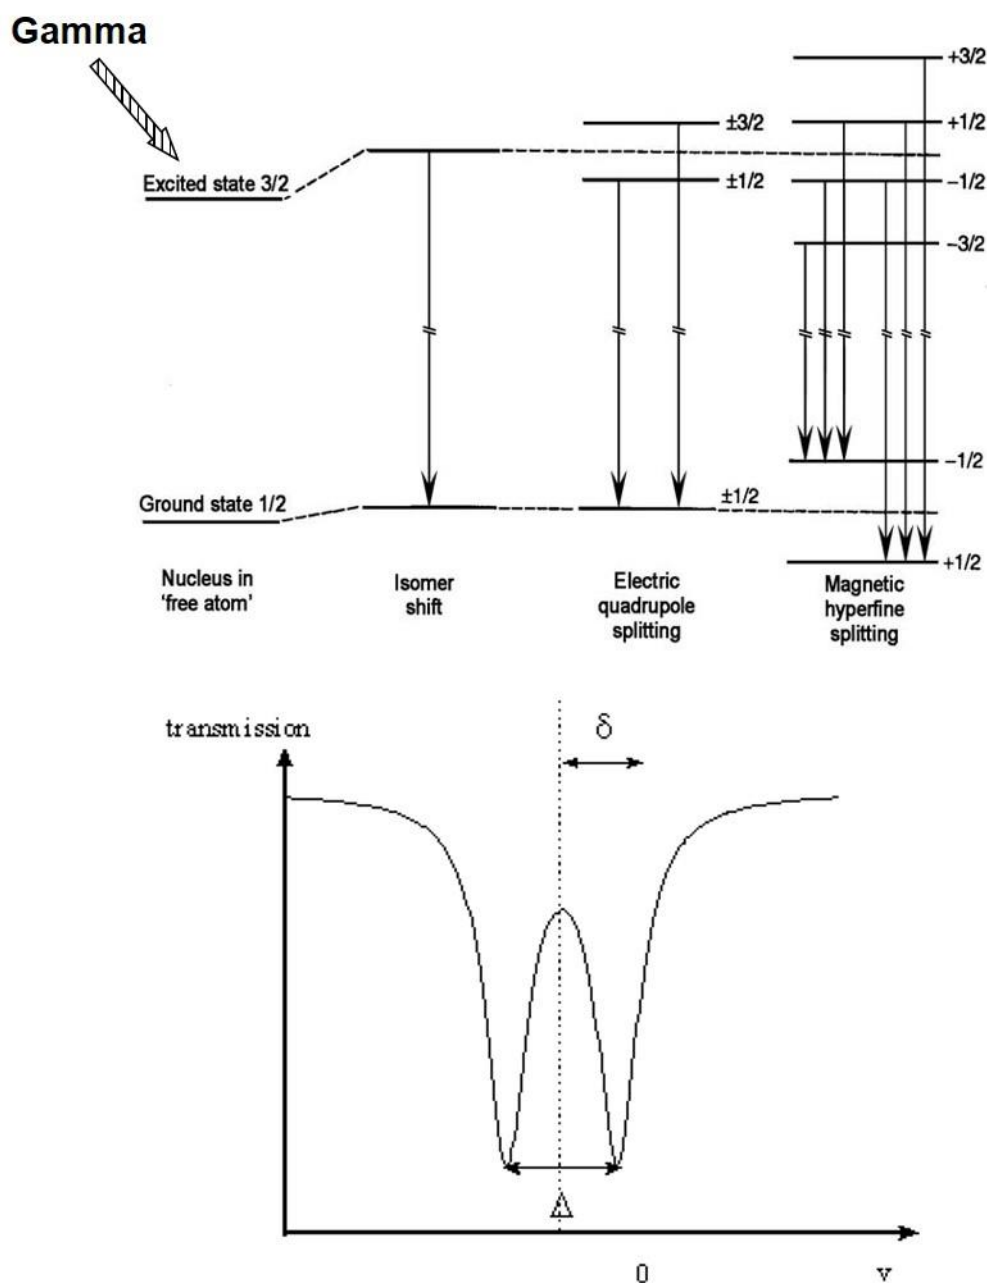 Gamma
+3/2
±3/2
+1/2
Excited state 3/2
±1/2
−1/2
−3/2
−1/2
Ground state 1/2
±1/2
+1/2
Nucleus in
'free atom'
Isomer
shift
Electric
quadrupole
splitting
Magnetic
hyperfine
splitting
transmission
δ
Δ
0
v